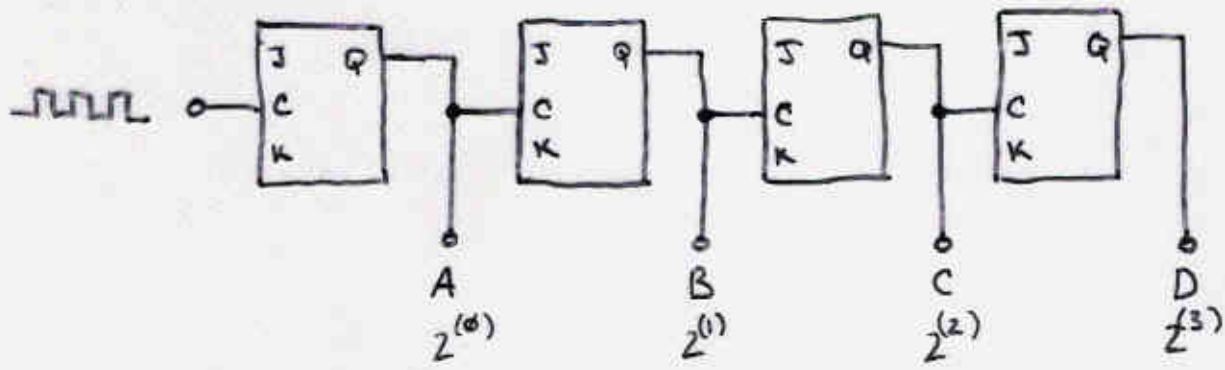 J Q J Q J Q J Q
C C C C
K K K K
A B C D
2^(0) 2^(1) 2^(2) 2^(3)